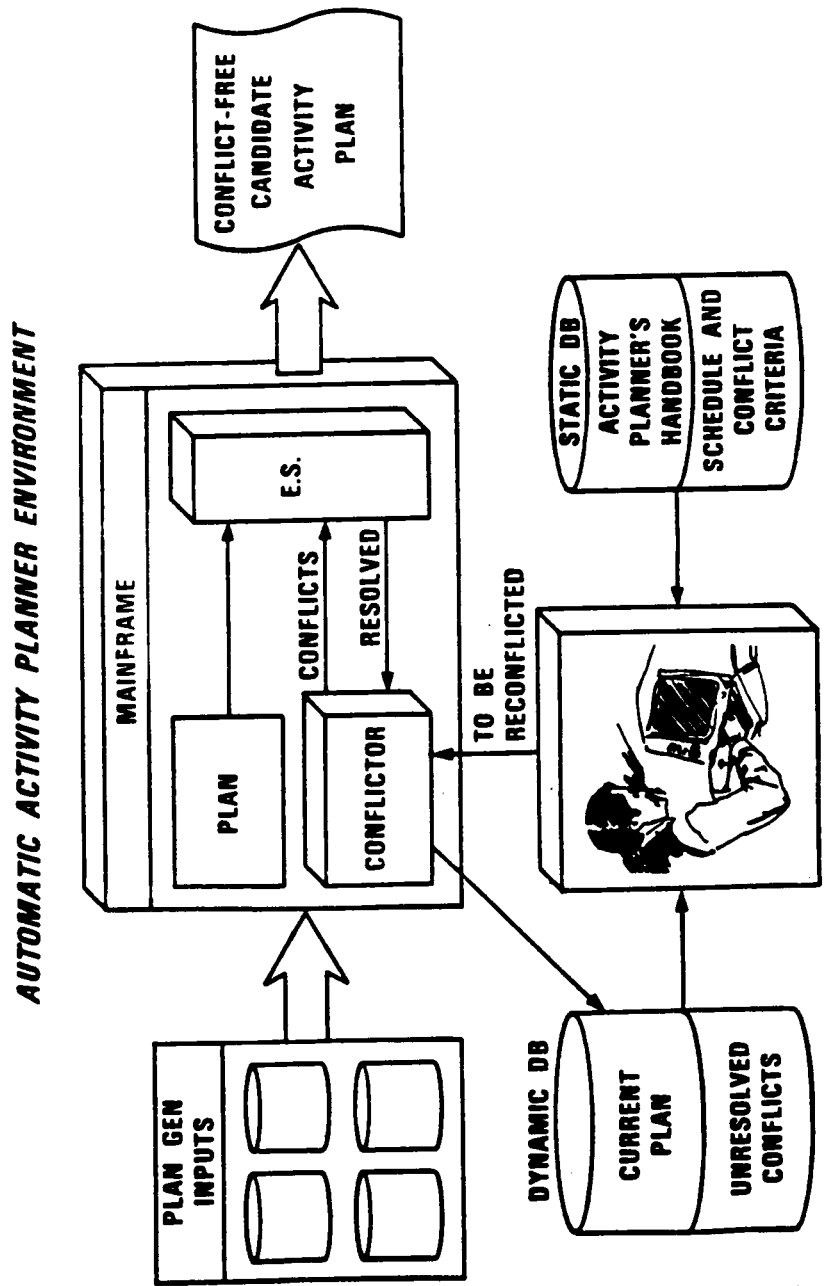 AUTOMATIC ACTIVITY PLANNER ENVIRONMENT
PLAN GEN
INPUTS
MAINFRAME
PLAN
E.S.
CONFLICTS
RESOLVED
CONFLICTOR
CONFLICT-FREE
CANDIDATE
ACTIVITY
PLAN
DYNAMIC DB
CURRENT
PLAN
UNRESOLVED
CONFLICTS
TO BE
RECONFLICTED
STATIC DB
ACTIVITY
PLANNER'S
HANDBOOK
SCHEDULE AND
CONFLICT
CRITERIA